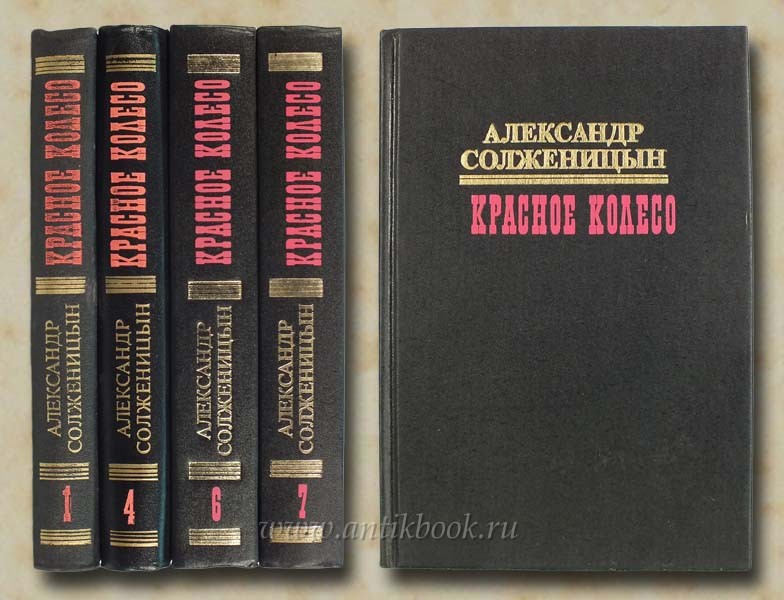 КРАСНОЕ КОЛЕСО
АЛЕКСАНДР
СОЛЖЕНИЦЫН
1
КРАСНОЕ КОЛЕСО
АЛЕКСАНДР
СОЛЖЕНИЦЫН
4
КРАСНОЕ КОЛЕСО
АЛЕКСАНДР
СОЛЖЕНИЦЫН
6
КРАСНОЕ КОЛЕСО
АЛЕКСАНДР
СОЛЖЕНИЦЫН
7
АЛЕКСАНДР
СОЛЖЕНИЦЫН
КРАСНОЕ КОЛЕСО
www.antikbook.ru